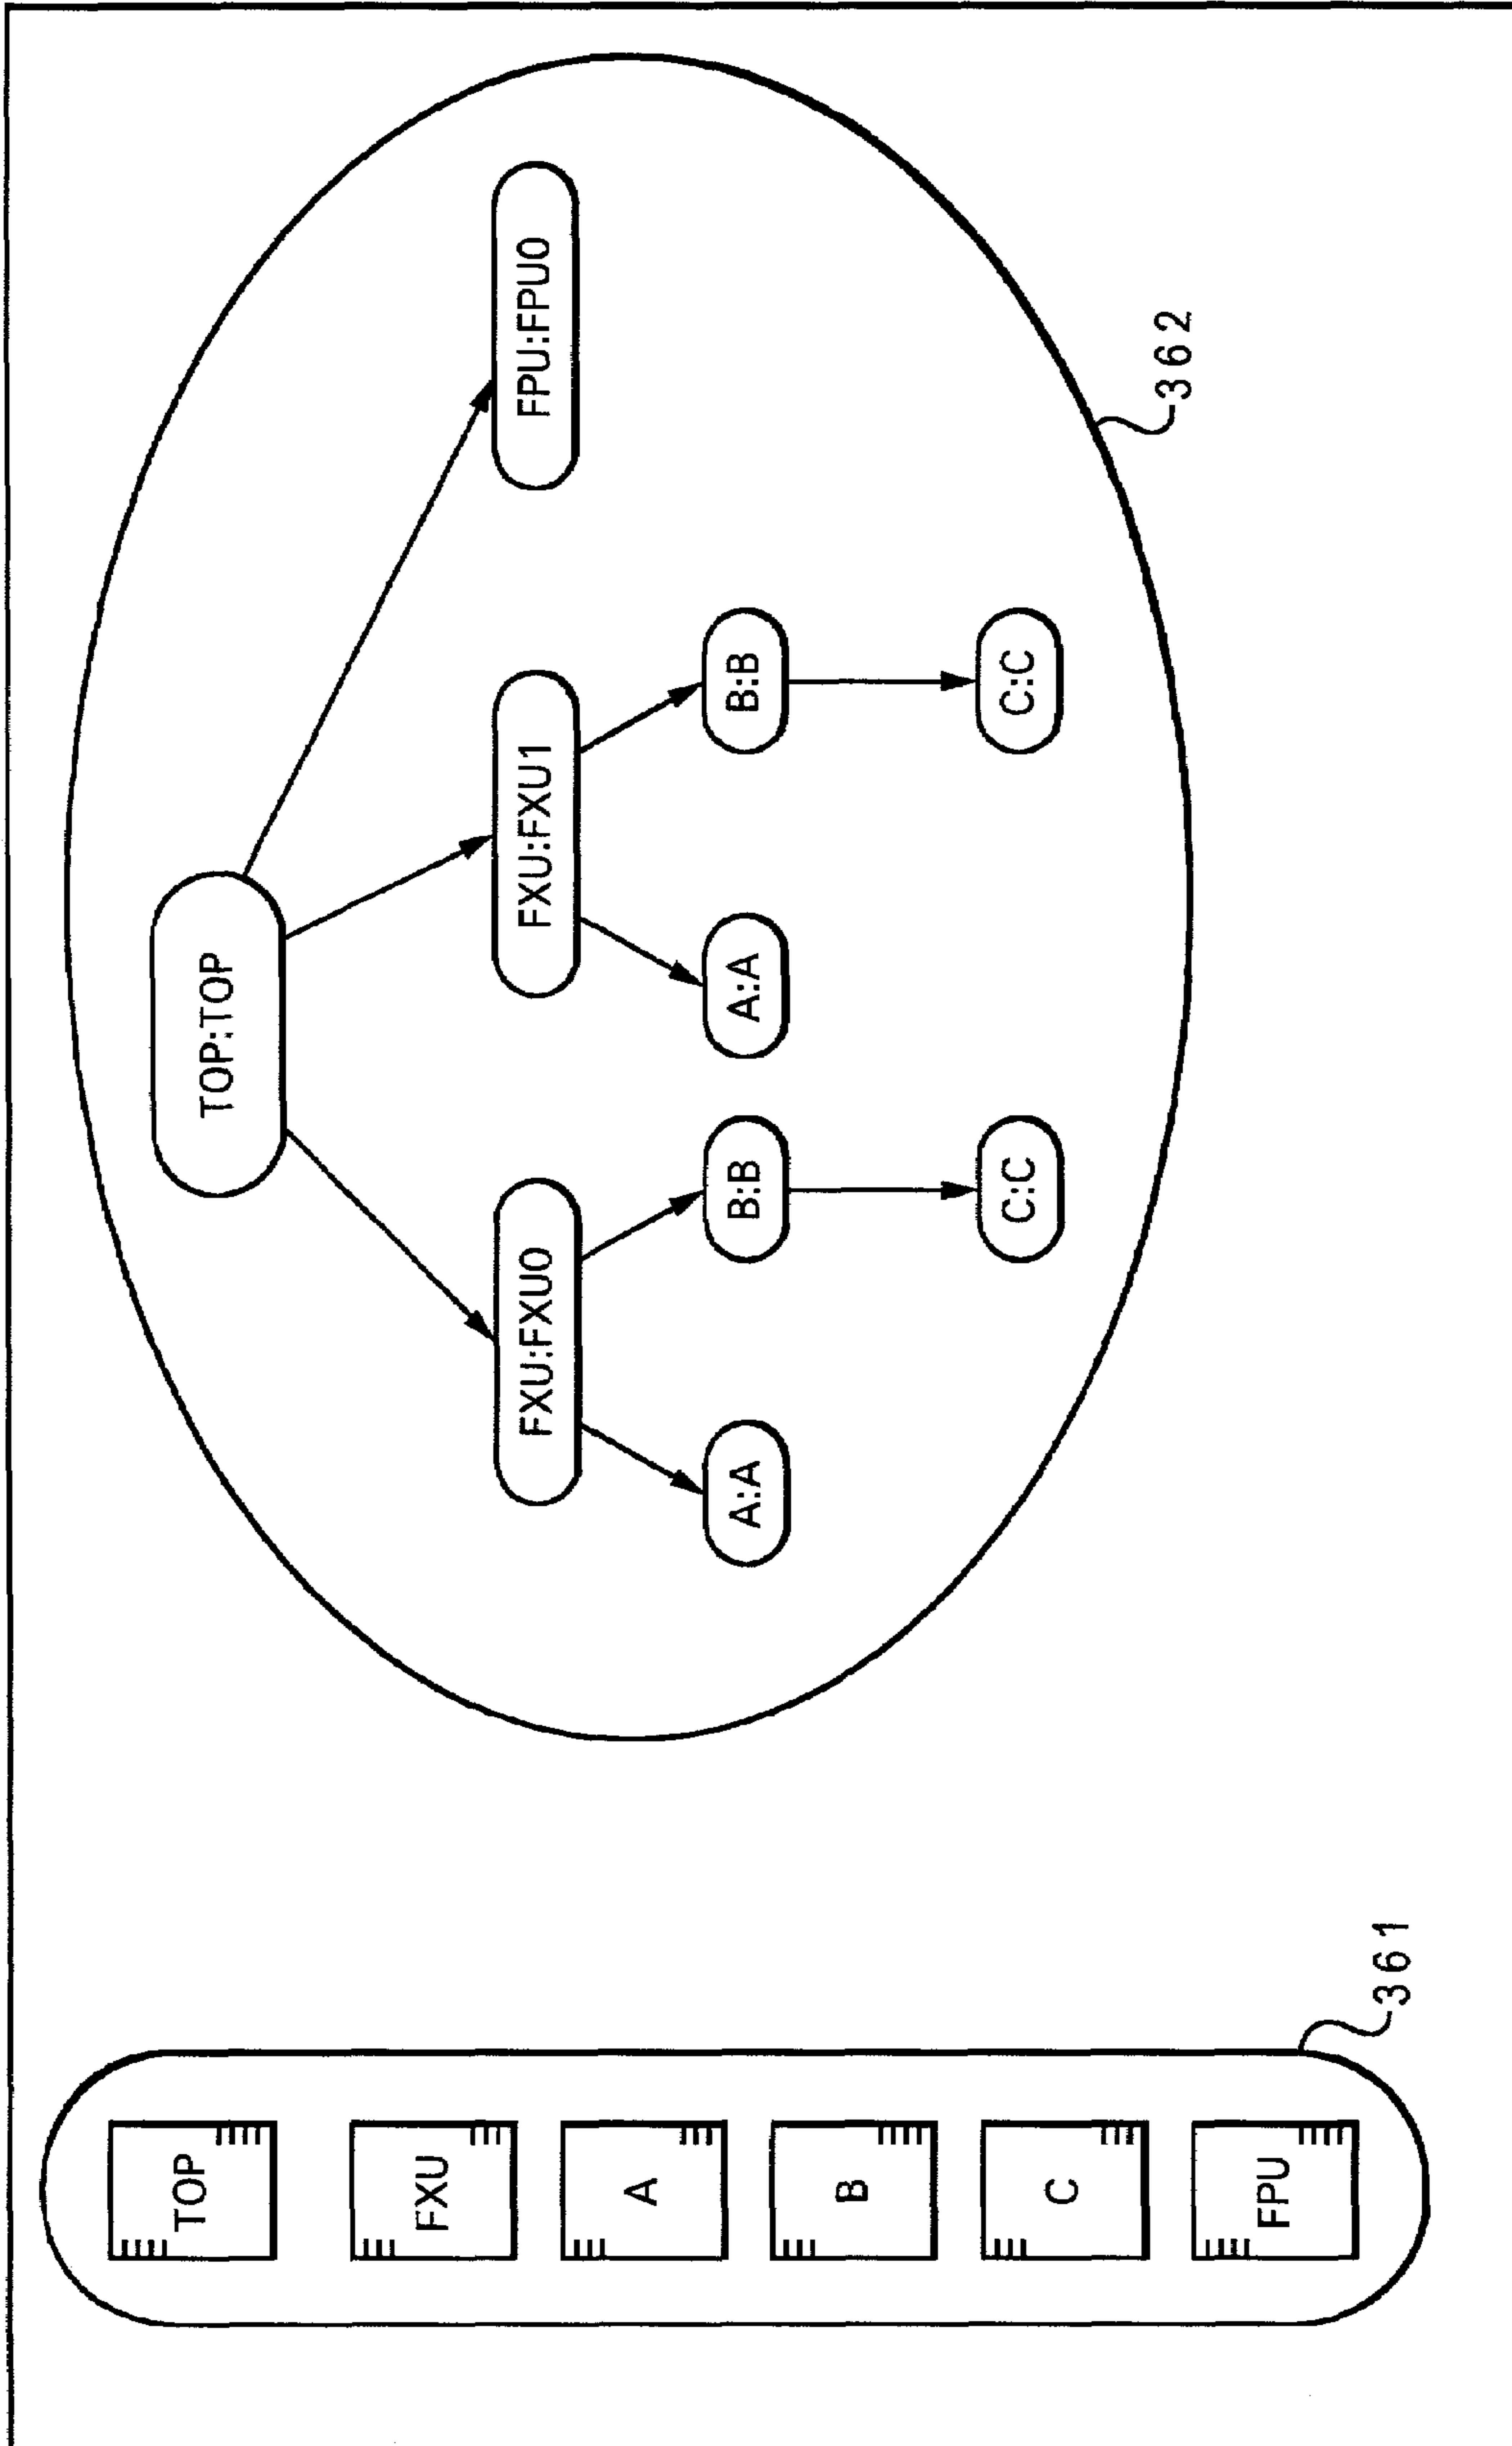 TOP
FXU
A
B
C
FPU
361
TOP:TOP
FXU:FXU0
FXU:FXU1
FPU:FPU0
A:A
B:B
A:A
B:B
C:C
C:C
362